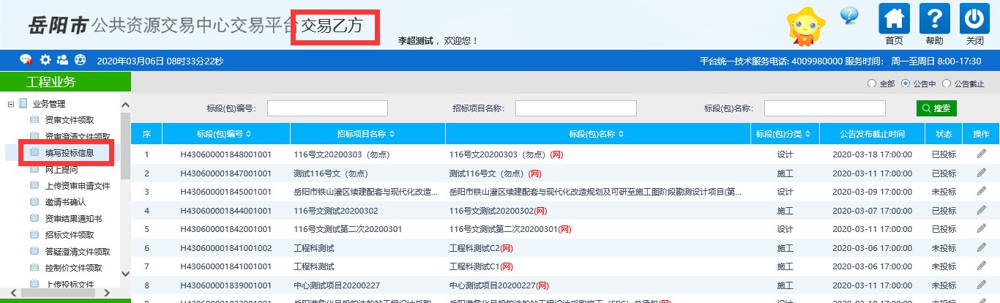 岳阳市公共资源交易中心交易平台 交易乙方
李超测试 ，欢迎您！
首页 帮助 关闭
2020年03月06日 08时33分22秒
平台统一技术服务电话: 4009980000 服务时间： 周一至周日 8:00-17:30
工程业务
全部 公告中 公告截止
业务管理
资审文件领取
资审澄清文件领取
填写投标信息
网上提问
上传资审申请文件
邀请书确认
资审结果通知书
招标文件领取
答疑澄清文件领取
控制价文件领取
上传投标文件
标段(包)编号： 招标项目名称： 标段(包)名称： 搜索
序 标段(包)编号 招标项目名称 标段(包)名称 标段(包)分类 公告发布截止时间 状态 操作
1 H430600001848001001 116号文20200303（勿点） 116号文20200303（勿点）(网) 设计 2020-03-18 17:00:00 已投标
2 H430600001847001001 测试116号文（勿点） 测试116号文（勿点）(网) 施工 2020-03-11 17:00:00 已投标
3 H430600001845001001 岳阳市铁山灌区续建配套与现代化改造... 岳阳市铁山灌区续建配套与现代化改造规划及可研至施工图阶段勘测设计项目(第... 设计 2020-03-09 17:00:00 未投标
4 H430600001844001001 116号文测试20200302 116号文测试20200302(网) 施工 2020-03-07 17:00:00 已投标
5 H430600001842001001 116号文测试第二次20200301 116号文测试第二次20200301(网) 设计 2020-03-11 17:00:00 已投标
6 H430600001841001002 工程科测试 工程科测试C2(网) 施工 2020-03-06 17:00:00 未投标
7 H430600001841001001 工程科测试 工程科测试C1(网) 施工 2020-03-06 17:00:00 未投标
8 H430600001839001001 中心测试项目20200227 中心测试项目20200227(网) 施工 2020-03-11 17:00:00 未投标